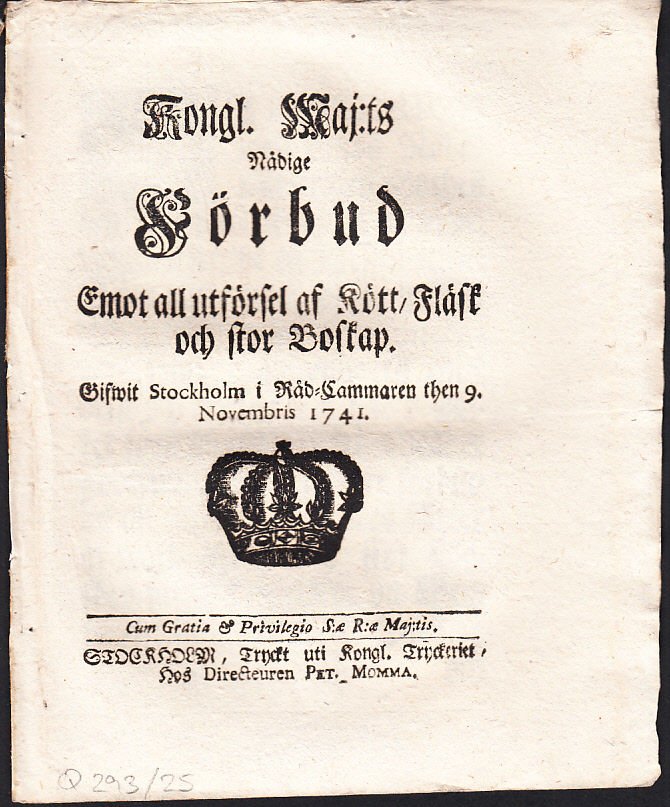 Kongl. Maj:ts
Nådige
Förbud
Emot all utförsel af Kött/ Fläsk
och stor Boskap.
Gifwit Stockholm i Råd-Cammaren then 9.
Novembris 1741.
Cum Gratia & Privilegio S:æ R:æ Maj:tis.
STOCKHOLM, Tryckt uti Kongl. Tryckeriet,
Hos Directeuren PET. MOMMA.
Q 293/25